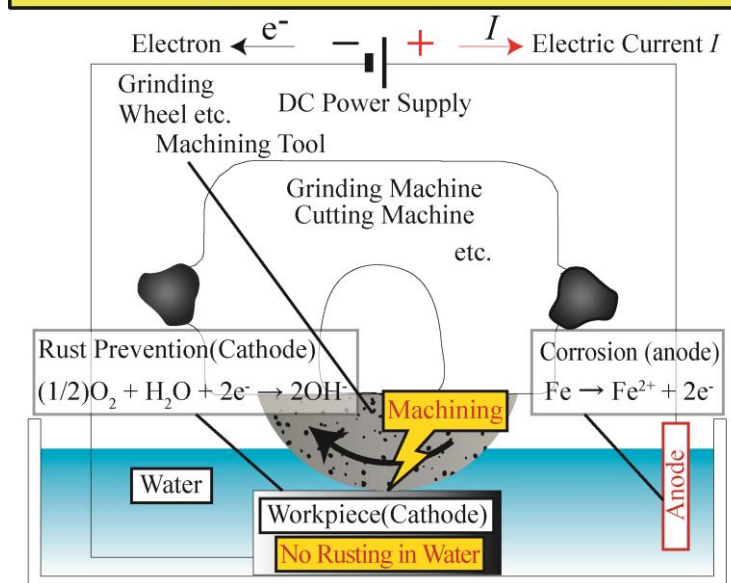 Electron ← e⁻ − + I → Electric Current I
DC Power Supply
Grinding
Wheel etc.
Machining Tool
Grinding Machine
Cutting Machine
etc.
Rust Prevention(Cathode)
(1/2)O₂ + H₂O + 2e⁻ → 2OH⁻
Corrosion (anode)
Fe → Fe²⁺ + 2e⁻
Machining
Water
Workpiece(Cathode)
No Rusting in Water
Anode